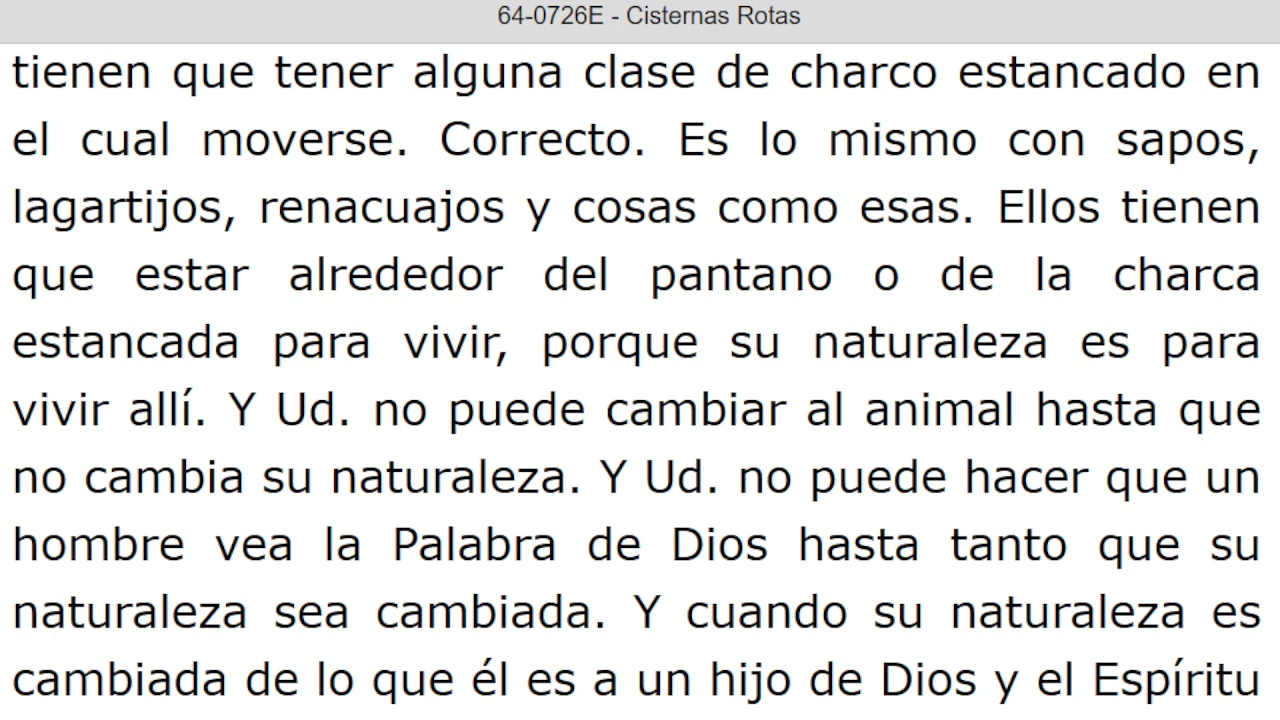 64-0726E - Cisternas Rotas
tienen que tener alguna clase de charco estancado en
el cual moverse. Correcto. Es lo mismo con sapos,
lagartijos, renacuajos y cosas como esas. Ellos tienen
que estar alrededor del pantano o de la charca
estancada para vivir, porque su naturaleza es para
vivir allí. Y Ud. no puede cambiar al animal hasta que
no cambia su naturaleza. Y Ud. no puede hacer que un
hombre vea la Palabra de Dios hasta tanto que su
naturaleza sea cambiada. Y cuando su naturaleza es
cambiada de lo que él es a un hijo de Dios y el Espíritu